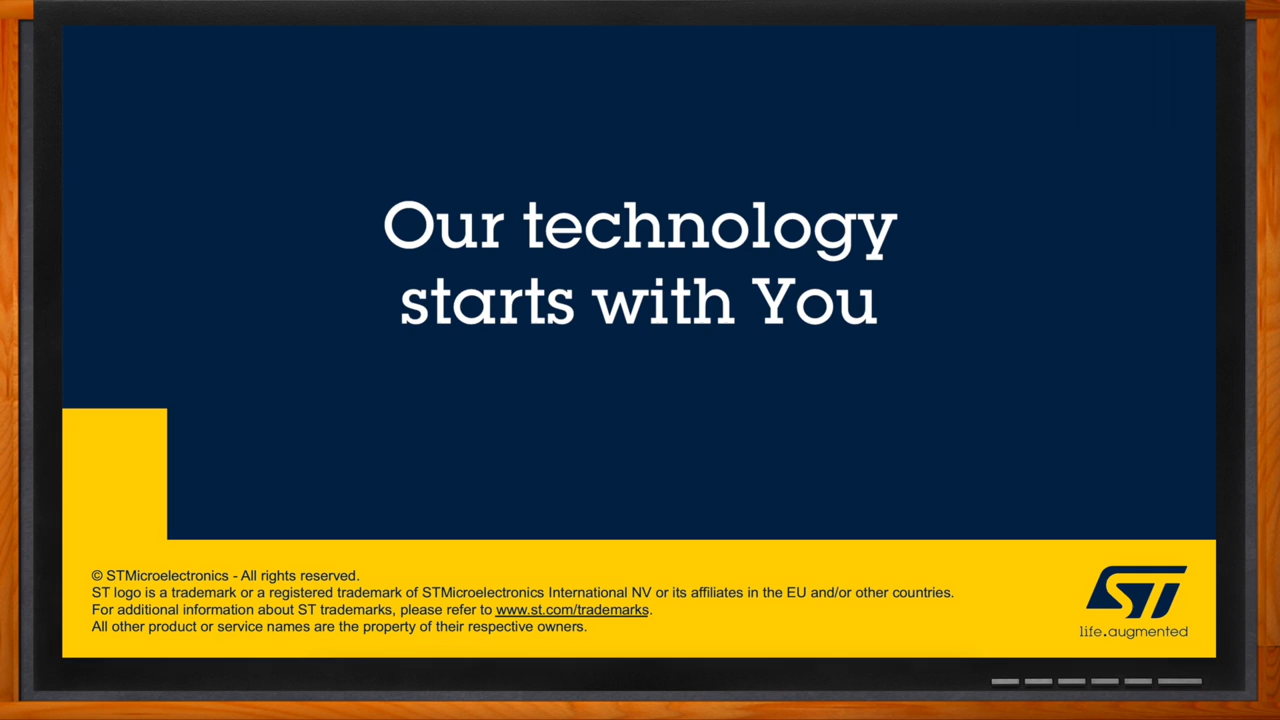 Our technology
starts with You
© STMicroelectronics - All rights reserved.
ST logo is a trademark or a registered trademark of STMicroelectronics International NV or its affiliates in the EU and/or other countries.
For additional information about ST trademarks, please refer to www.st.com/trademarks.
All other product or service names are the property of their respective owners.
ST
life.augmented